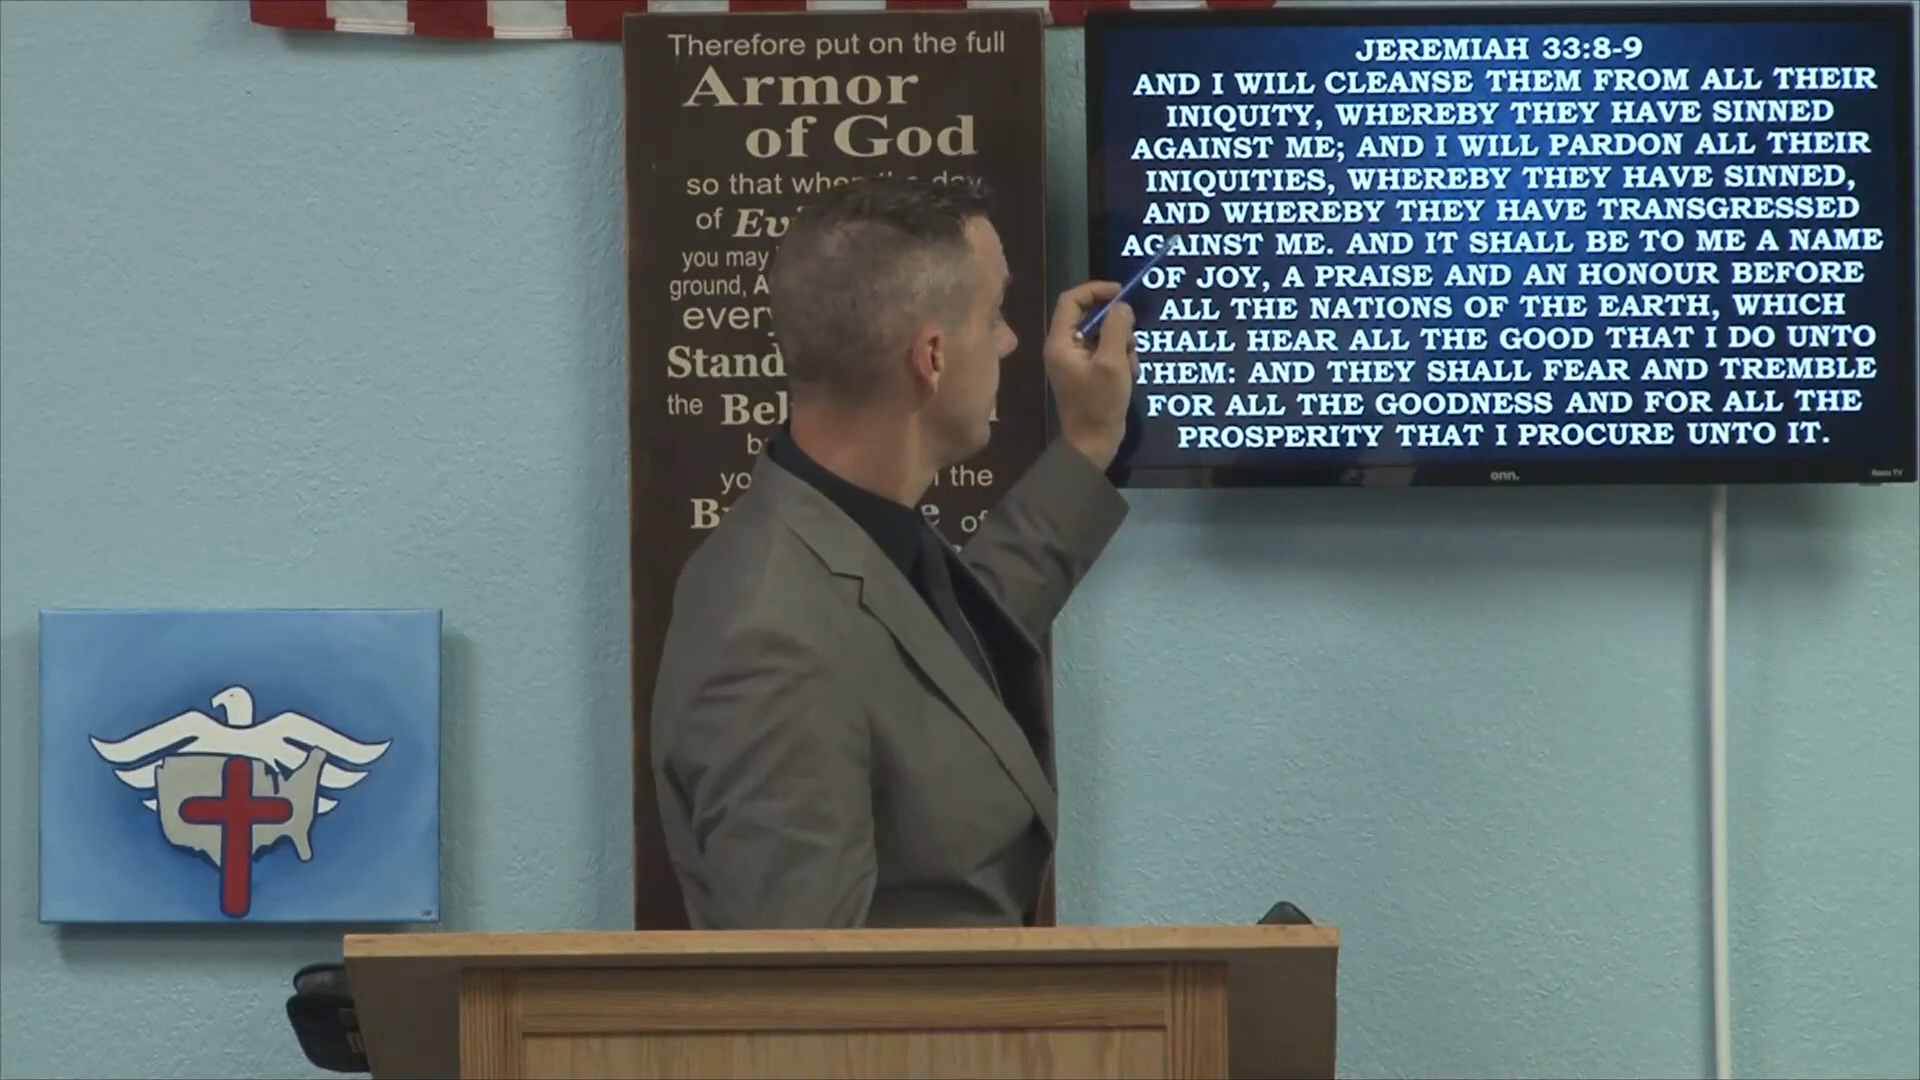 Therefore put on the full
Armor
of God
so that when the day
of
you may
ground,
every
Stand
the
the
of
JEREMIAH 33:8-9
AND I WILL CLEANSE THEM FROM ALL THEIR
INIQUITY, WHEREBY THEY HAVE SINNED
AGAINST ME; AND I WILL PARDON ALL THEIR
INIQUITIES, WHEREBY THEY HAVE SINNED,
AND WHEREBY THEY HAVE TRANSGRESSED
AGAINST ME. AND IT SHALL BE TO ME A NAME
OF JOY, A PRAISE AND AN HONOUR BEFORE
ALL THE NATIONS OF THE EARTH, WHICH
SHALL HEAR ALL THE GOOD THAT I DO UNTO
THEM: AND THEY SHALL FEAR AND TREMBLE
FOR ALL THE GOODNESS AND FOR ALL THE
PROSPERITY THAT I PROCURE UNTO IT.
onn.
Roku TV